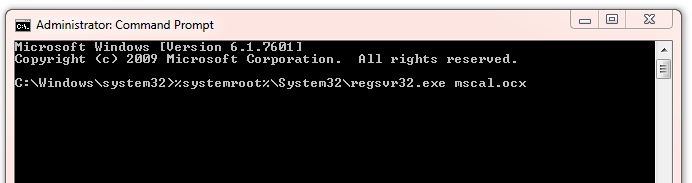 Administrator: Command Prompt
Microsoft Windows [Version 6.1.7601]
Copyright (c) 2009 Microsoft Corporation.  All rights reserved.
C:\Windows\system32>%systemroot%\System32\regsvr32.exe mscal.ocx